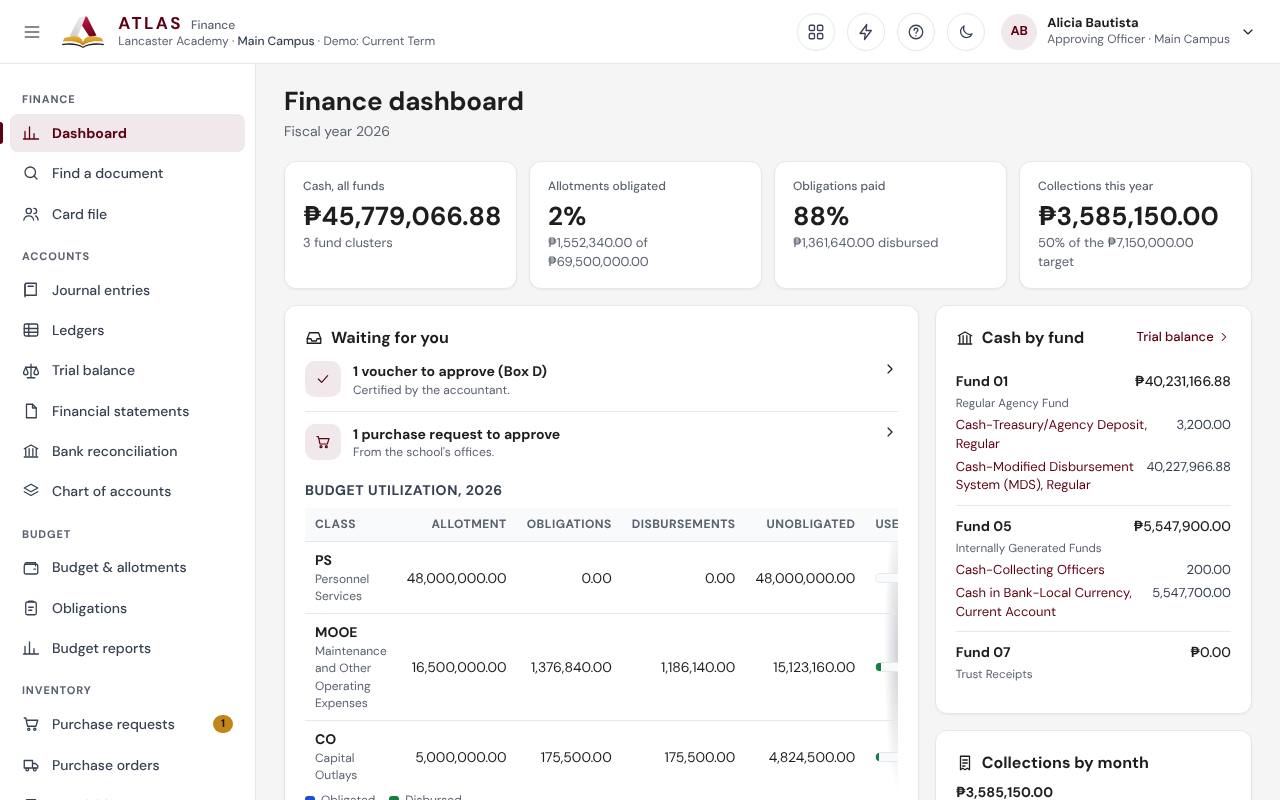 ATLAS Finance
Lancaster Academy · Main Campus · Demo: Current Term
AB
Alicia Bautista
Approving Officer · Main Campus
FINANCE
Dashboard
Find a document
Card file
ACCOUNTS
Journal entries
Ledgers
Trial balance
Financial statements
Bank reconciliation
Chart of accounts
BUDGET
Budget & allotments
Obligations
Budget reports
INVENTORY
Purchase requests 1
Purchase orders
Finance dashboard
Fiscal year 2026
Cash, all funds
₱45,779,066.88
3 fund clusters
Allotments obligated
2%
₱1,552,340.00 of
₱69,500,000.00
Obligations paid
88%
₱1,361,640.00 disbursed
Collections this year
₱3,585,150.00
50% of the ₱7,150,000.00
target
Waiting for you
1 voucher to approve (Box D)
Certified by the accountant.
1 purchase request to approve
From the school's offices.
BUDGET UTILIZATION, 2026
CLASS ALLOTMENT OBLIGATIONS DISBURSEMENTS UNOBLIGATED USE
PS
Personnel
Services
48,000,000.00 0.00 0.00 48,000,000.00
MOOE
Maintenance
and Other
Operating
Expenses
16,500,000.00 1,376,840.00 1,186,140.00 15,123,160.00
CO
Capital
Outlays
5,000,000.00 175,500.00 175,500.00 4,824,500.00
Obligated Disbursed
Cash by fund
Trial balance
Fund 01 ₱40,231,166.88
Regular Agency Fund
Cash-Treasury/Agency Deposit, 3,200.00
Regular
Cash-Modified Disbursement 40,227,966.88
System (MDS), Regular
Fund 05 ₱5,547,900.00
Internally Generated Funds
Cash-Collecting Officers 200.00
Cash in Bank-Local Currency, 5,547,700.00
Current Account
Fund 07 ₱0.00
Trust Receipts
Collections by month
₱3,585,150.00